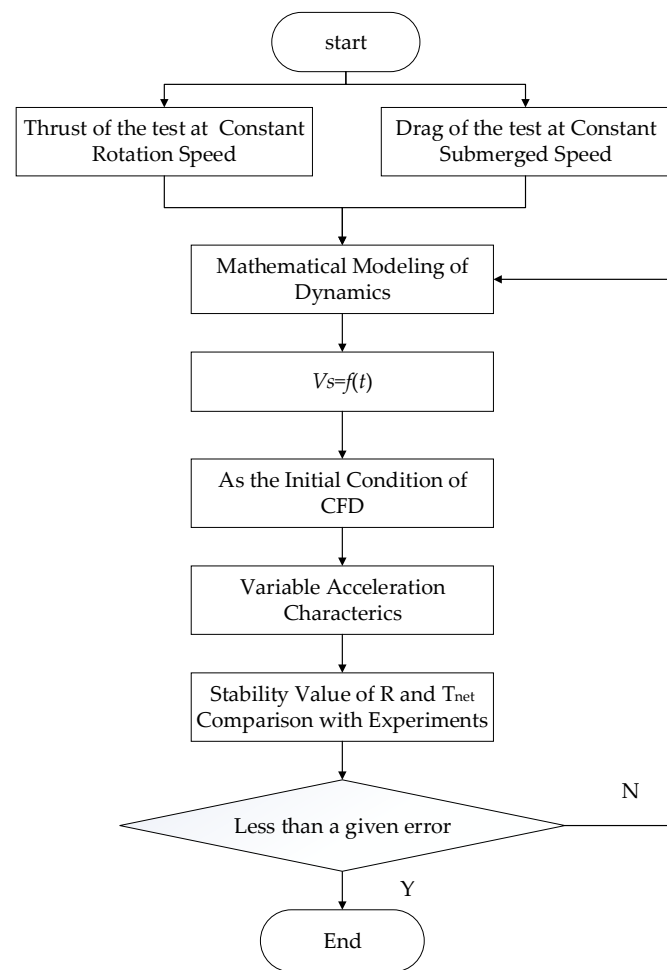 start
Thrust of the test at Constant
Rotation Speed
Drag of the test at Constant
Submerged Speed
Mathematical Modeling of
Dynamics
Vs=f(t)
As the Initial Condition of
CFD
Variable Acceleration
Characterics
Stability Value of R and Tnet
Comparison with Experiments
Less than a given error
N
Y
End